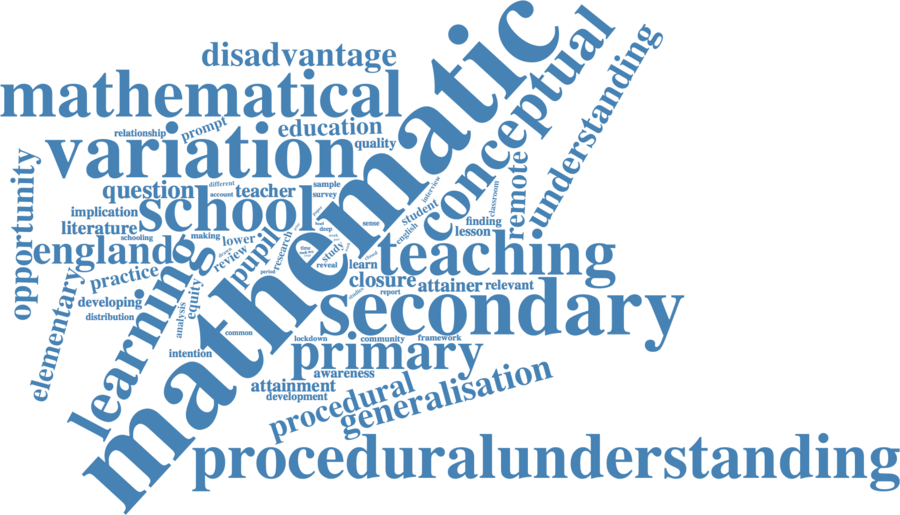 disadvantage
mathematic
conceptual
understanding
mathematical
relationship
prompt
education
variation
quality
opportunity
question
different
account
teacher
sample
survey
remote
classroom
interview
student
implication
school
literature
schooling
making
lower
england
review
pupil
research
english
finding
lesson
sense
deep
study
reveal
learn
teaching
practice
period
closure
attainer
relevant
report
elementary
developing
distribution
equity
analysis
learning
secondary
common
lockdown
community
framework
intention
primary
awareness
attainment
development
procedural
generalisation
proceduralunderstanding